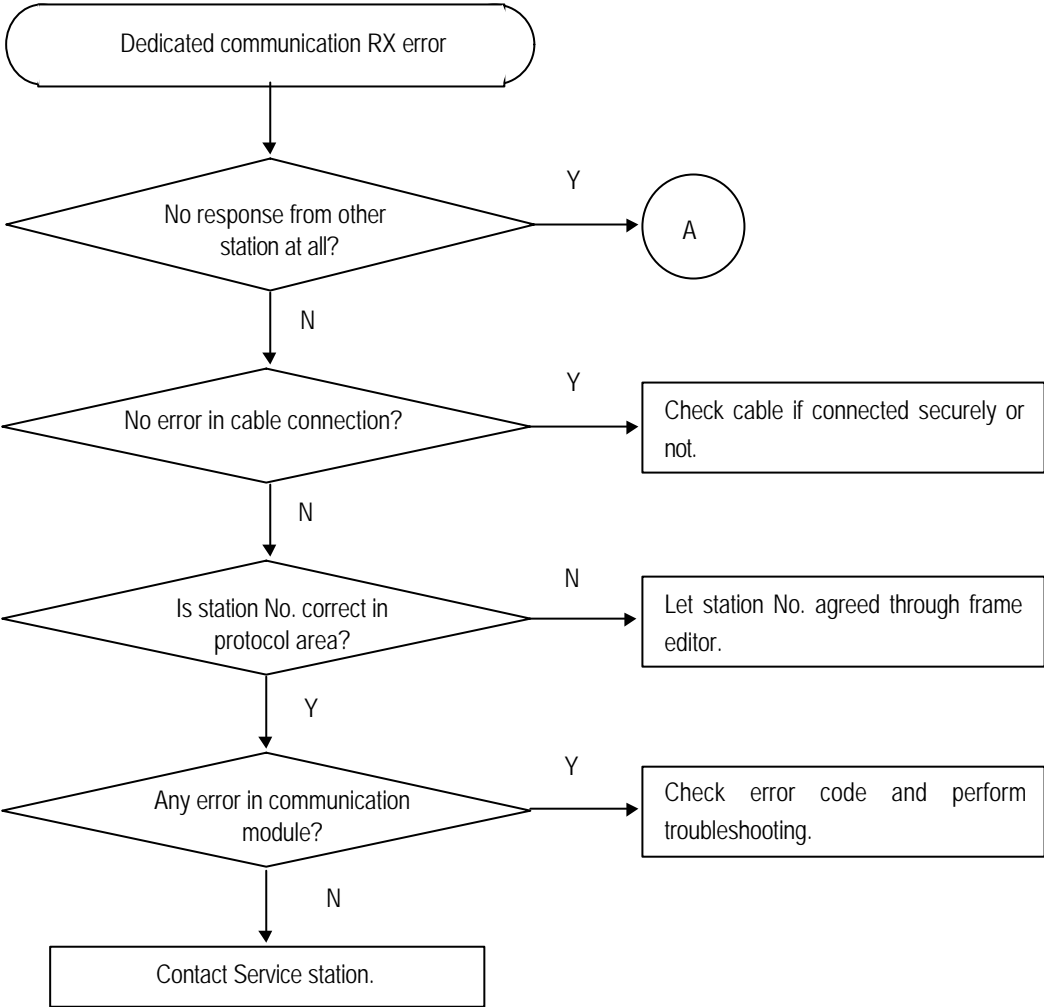 Dedicated communication RX error
No response from other
station at all?
Y
A
N
No error in cable connection?
Y
Check cable if connected securely or
not.
N
Is station No. correct in
protocol area?
N
Let station No. agreed through frame
editor.
Y
Any error in communication
module?
Y
Check error code and perform
troubleshooting.
N
Contact Service station.